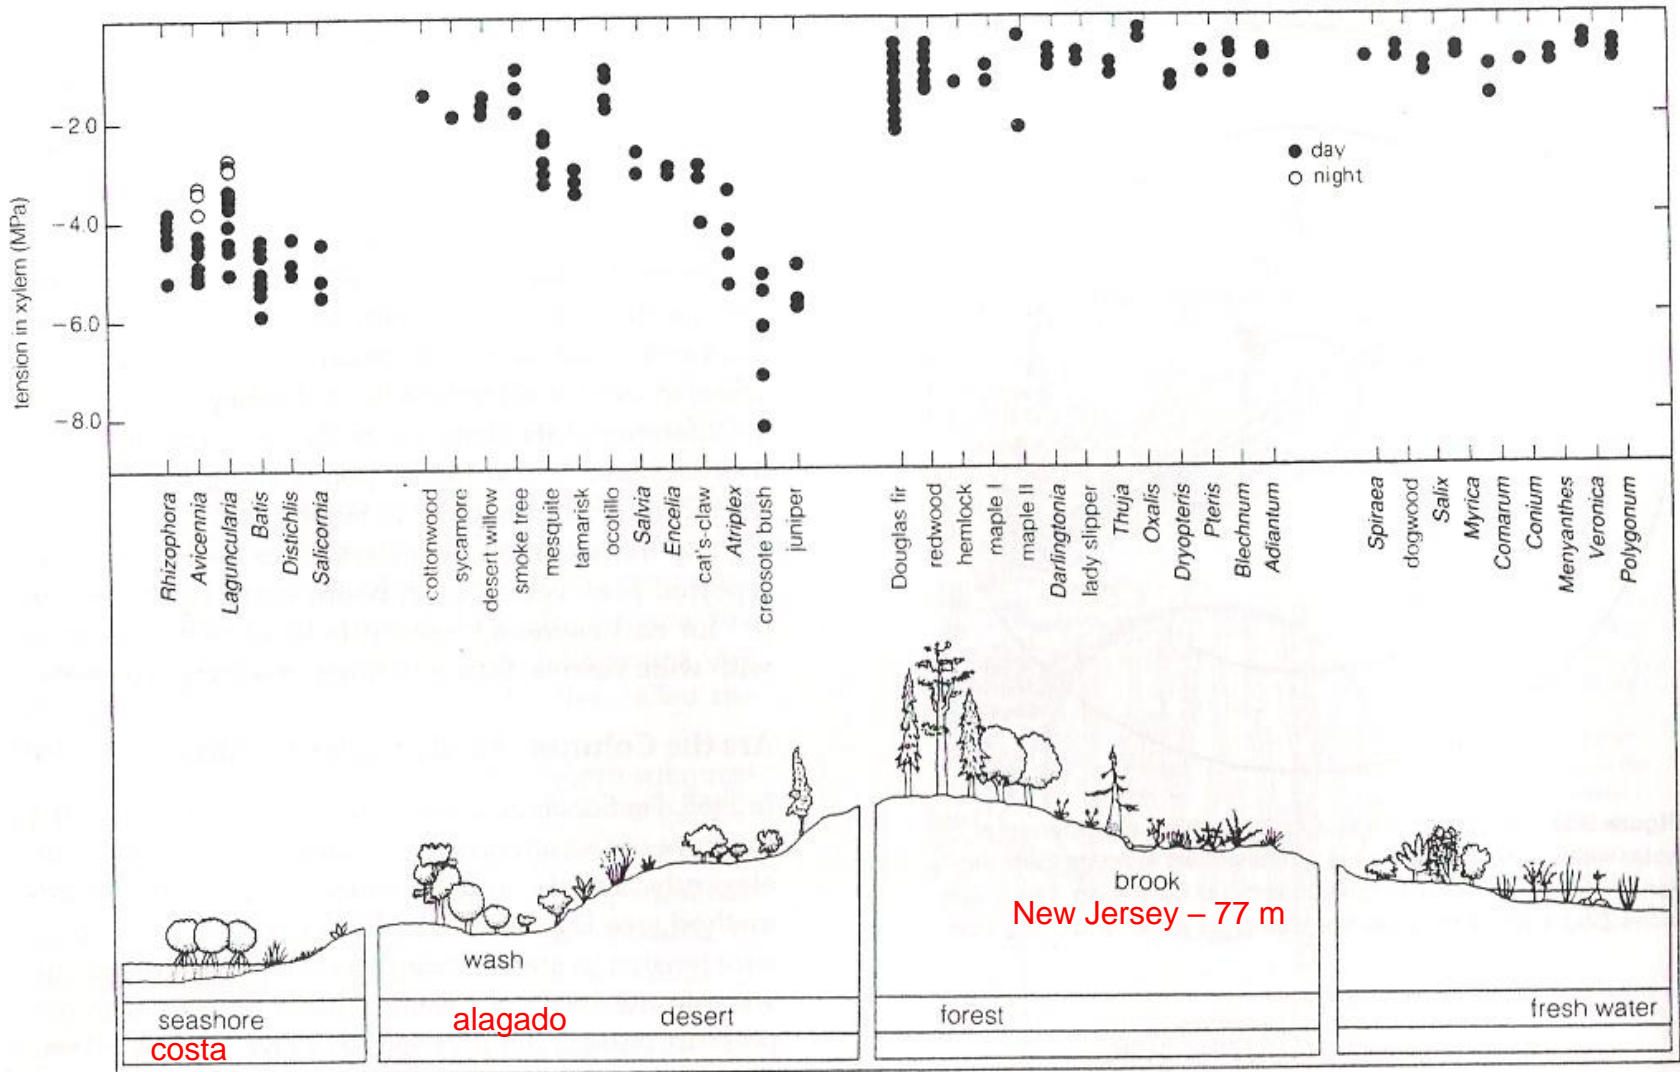 −2.0
−4.0
−6.0
−8.0
tension in xylem (MPa)
day
night
Rhizophora
Avicennia
Laguncularia
Batis
Distichlis
Salicornia
cottonwood
sycamore
desert willow
smoke tree
mesquite
tamarisk
ocotillo
Salvia
Encelia
cat's-claw
Atriplex
creosote bush
juniper
Douglas fir
redwood
hemlock
maple I
maple II
Darlingtonia
lady slipper
Thuja
Oxalis
Dryopteris
Pteris
Blechnum
Adiantum
Spiraea
dogwood
Salix
Myrica
Comarum
Conium
Menyanthes
Veronica
Polygonum
brook
New Jersey – 77 m
wash
seashore
costa
alagado
desert
forest
fresh water